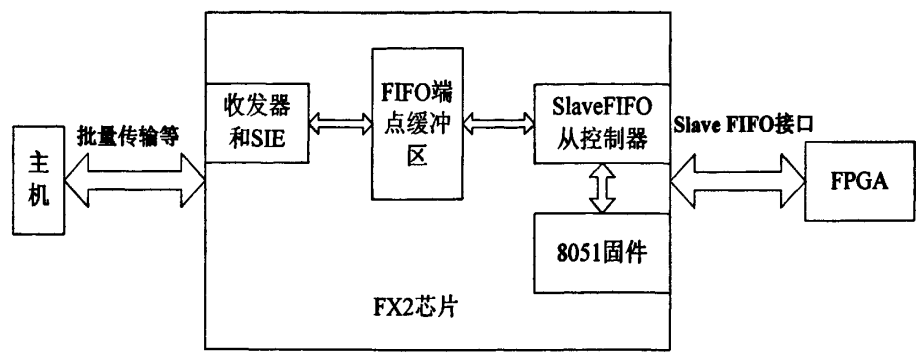 主
机
批量传输等
收发器
和SIE
FIFO端
点缓冲
区
SlaveFIFO
从控制器
8051固件
FX2芯片
Slave FIFO接口
FPGA